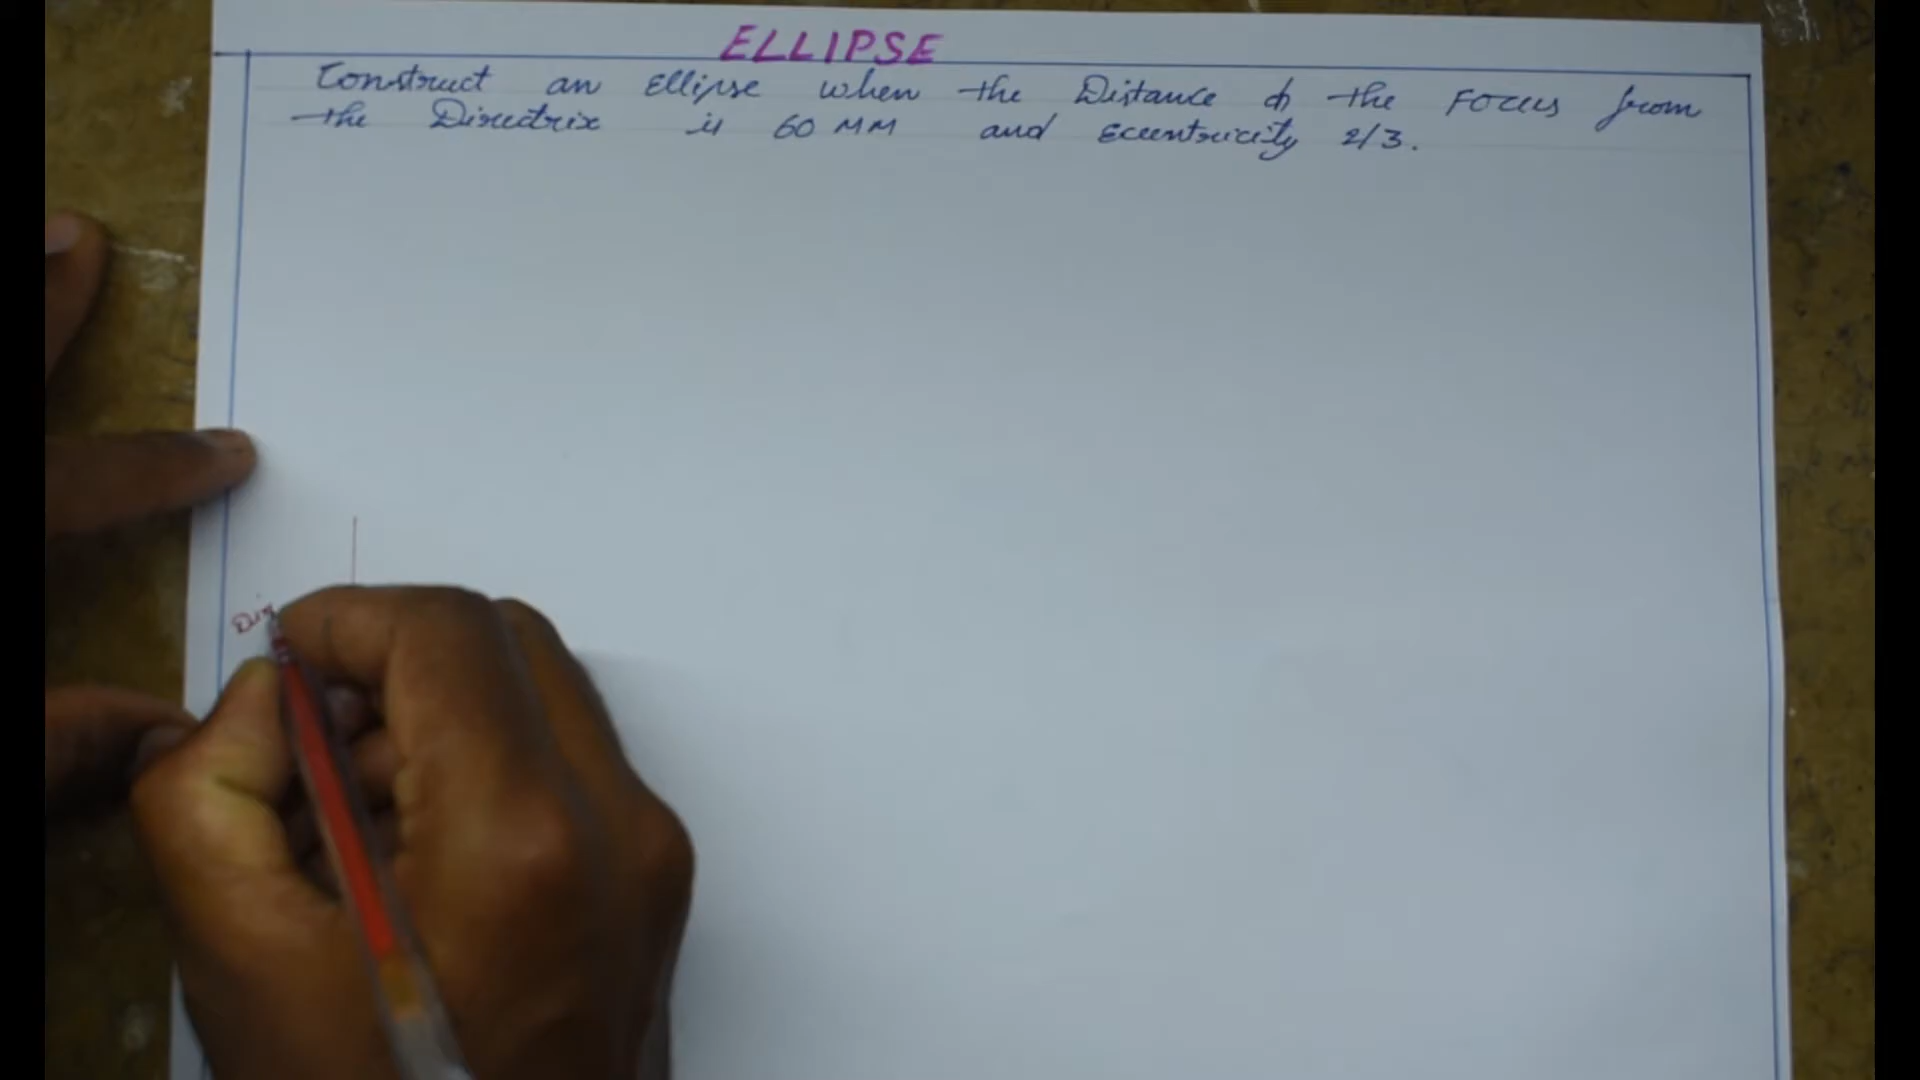 ELLIPSE
Construct an Ellipse when the Distance of the Focus from
the Directrix is 60 MM and eccentricity 2/3.
Dir